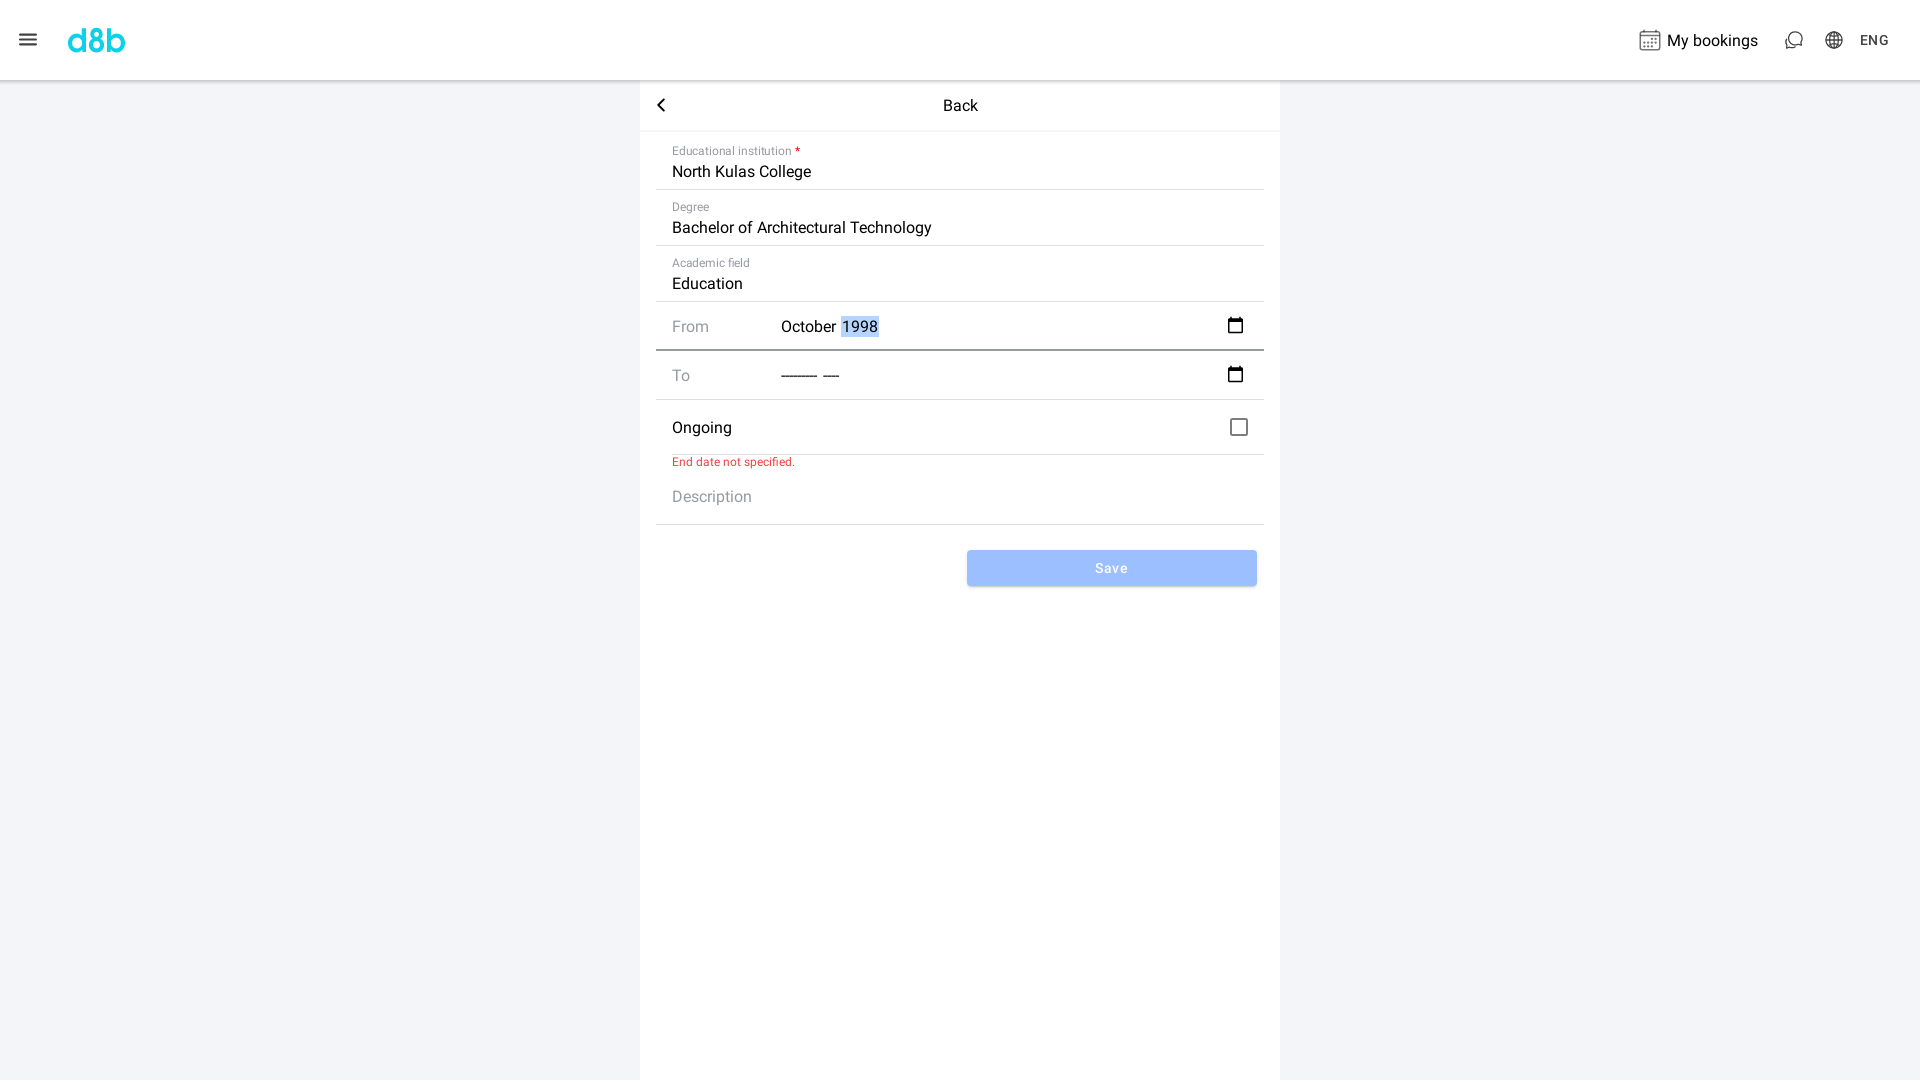 d8b
My bookings
ENG
Back
Educational institution *
North Kulas College
Degree
Bachelor of Architectural Technology
Academic field
Education
From October 1998
To --------- ----
Ongoing
End date not specified.
Description
Save